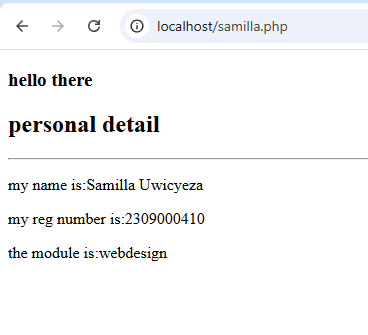 localhost/samilla.php
hello there
personal detail
my name is:Samilla Uwicyeza
my reg number is:2309000410
the module is:webdesign